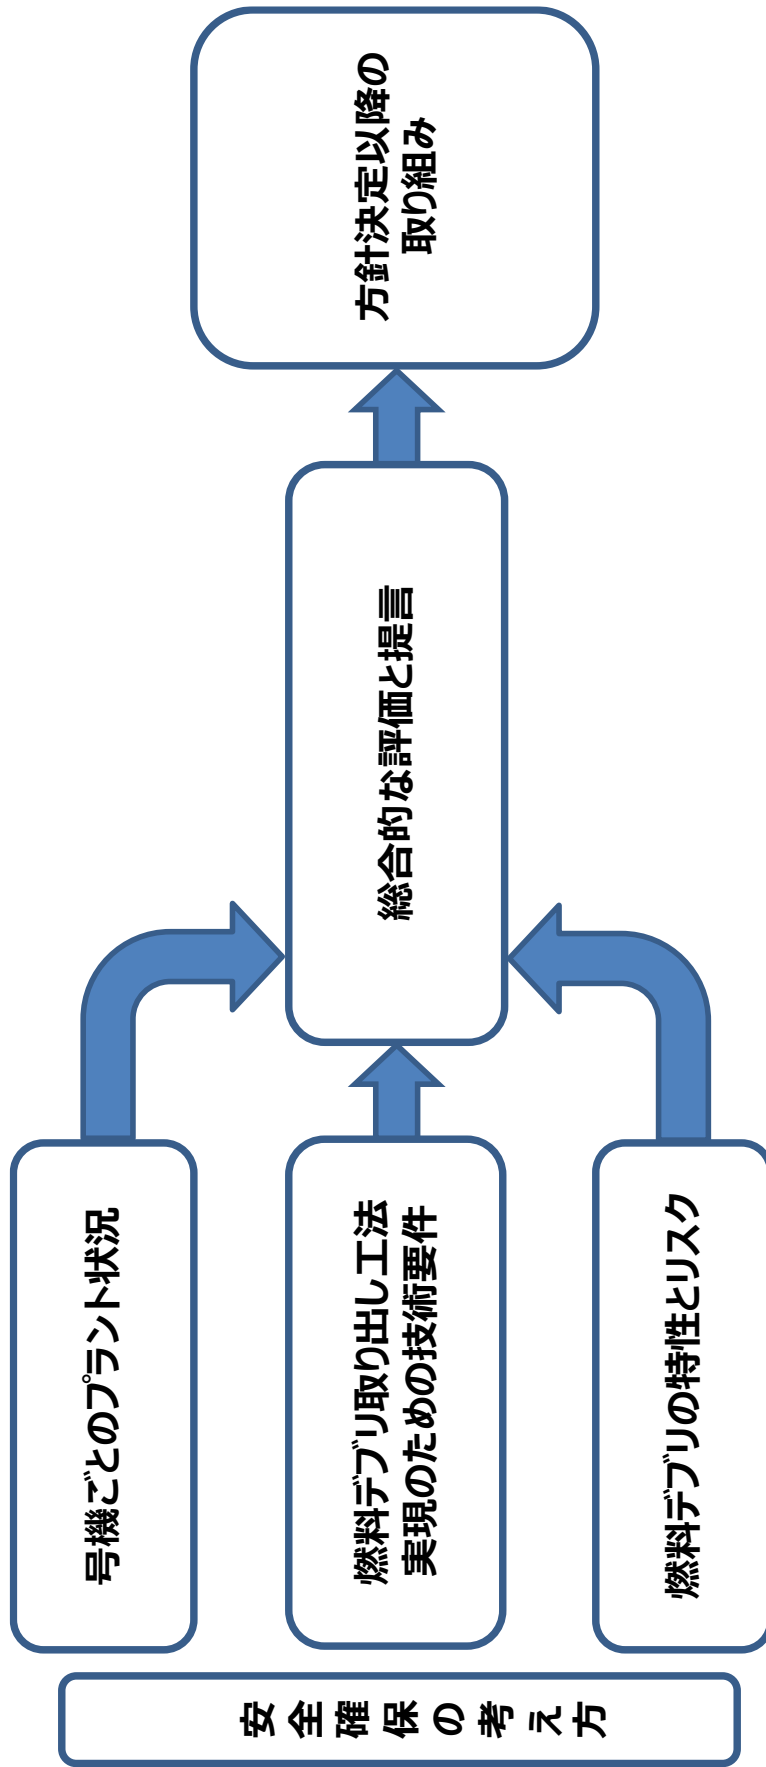 安全確保の考え方
号機ごとのプラント状況
燃料デブリ取り出し工法
実現のための技術要件
燃料デブリの特性とリスク
総合的な評価と提言
方針決定以降の
取り組み